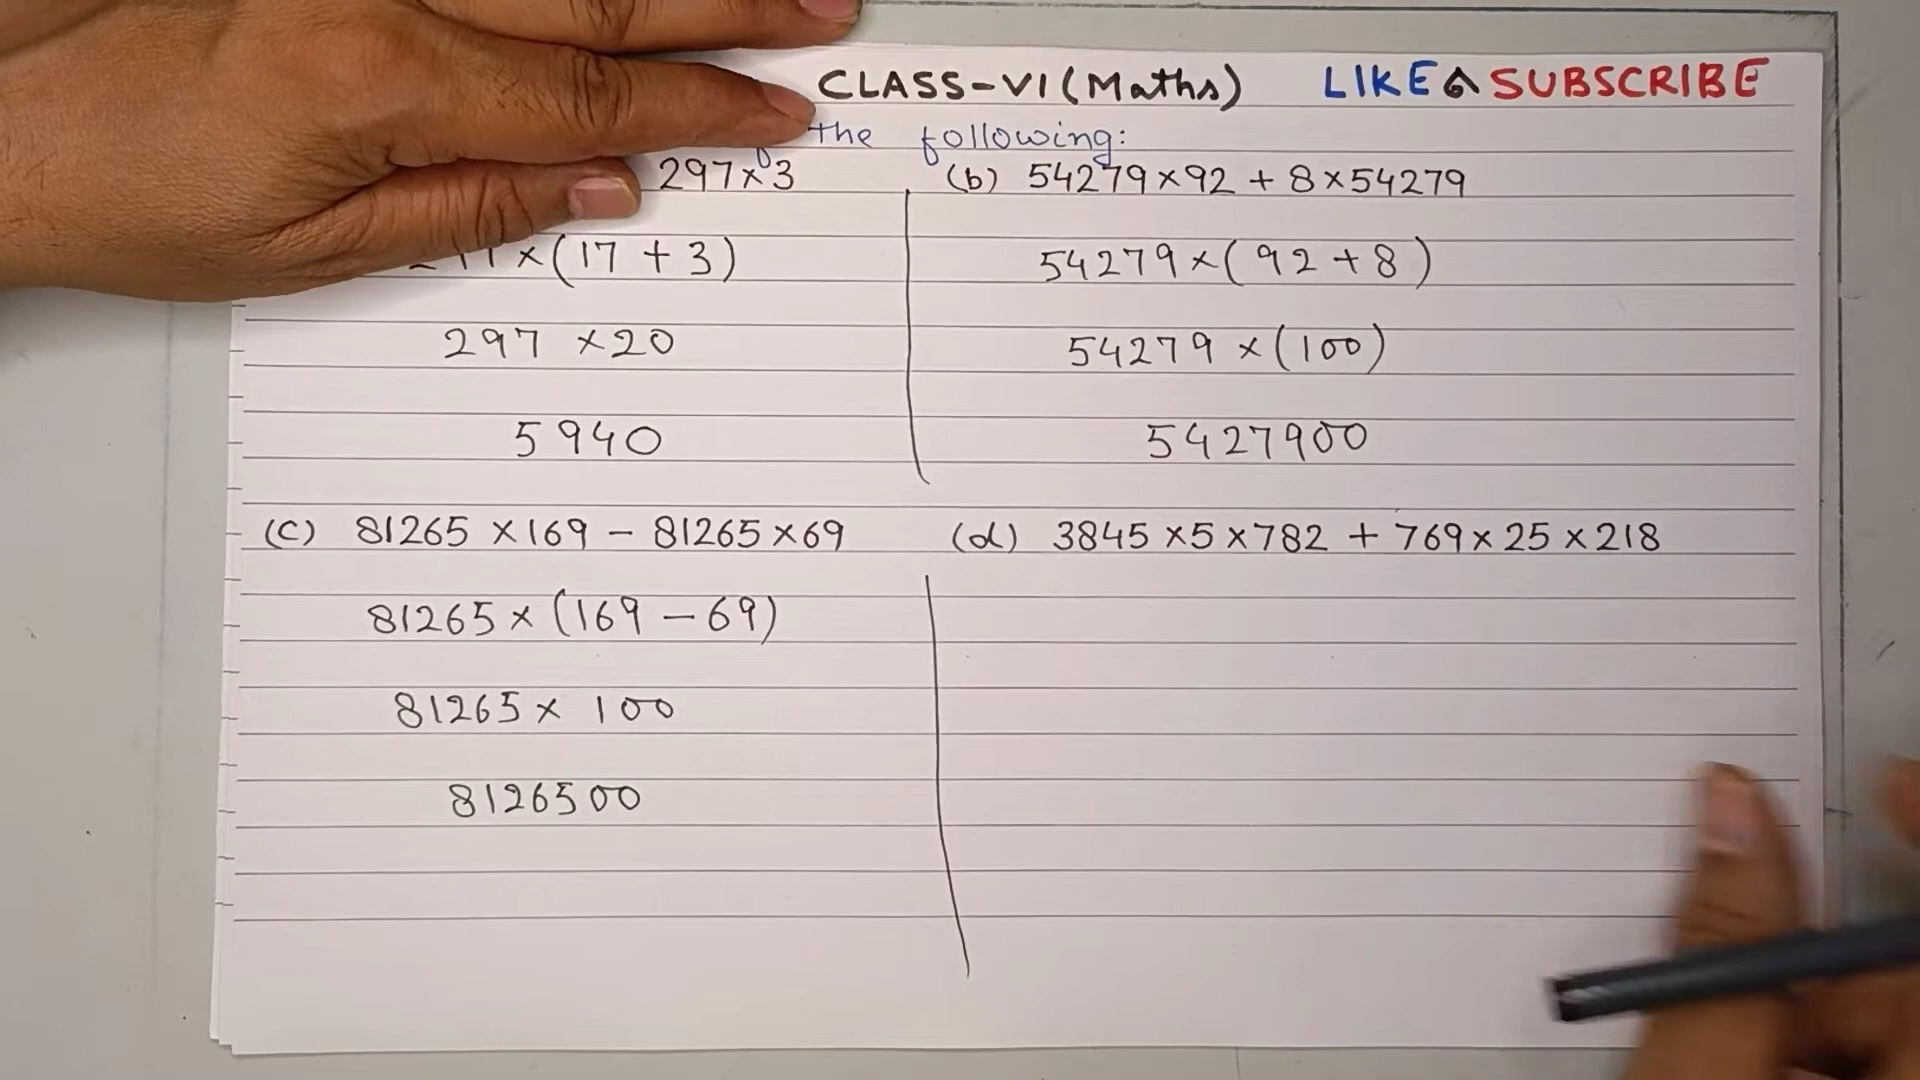 CLASS-VI (Maths) LIKE & SUBSCRIBE
the following:
297×3
×(17 + 3)
297 ×20
5940
(b) 54279×92 + 8×54279
54279×(92+8)
54279 ×(100)
5427900
(c) 81265 ×169 - 81265×69
81265×(169 - 69)
81265× 100
8126500
(d) 3845 ×5×782 + 769×25×218